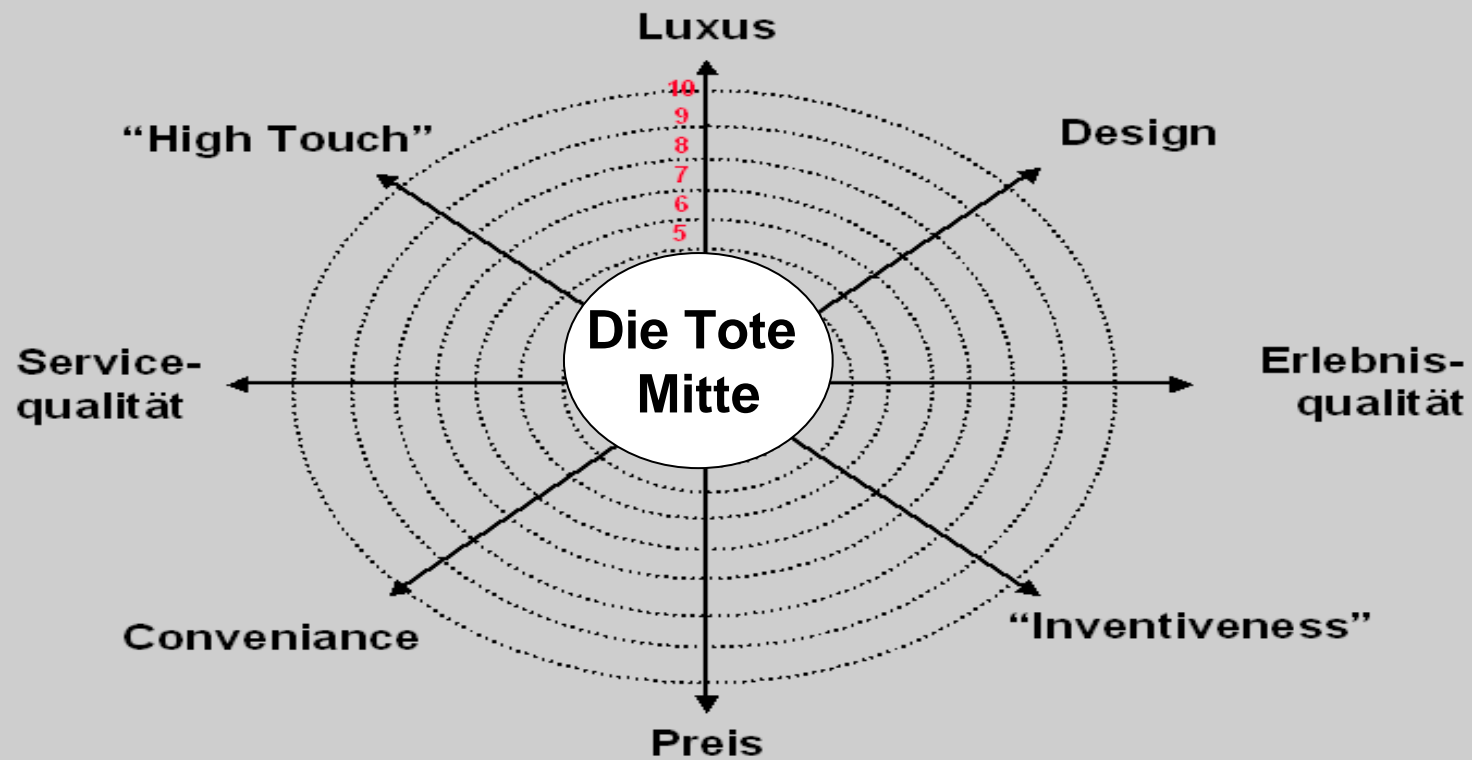 Luxus
10
9
8
7
6
5
“High Touch”
Design
Die Tote
Mitte
Service-
qualität
Erlebnis-
qualität
Conveniance
“Inventiveness”
Preis